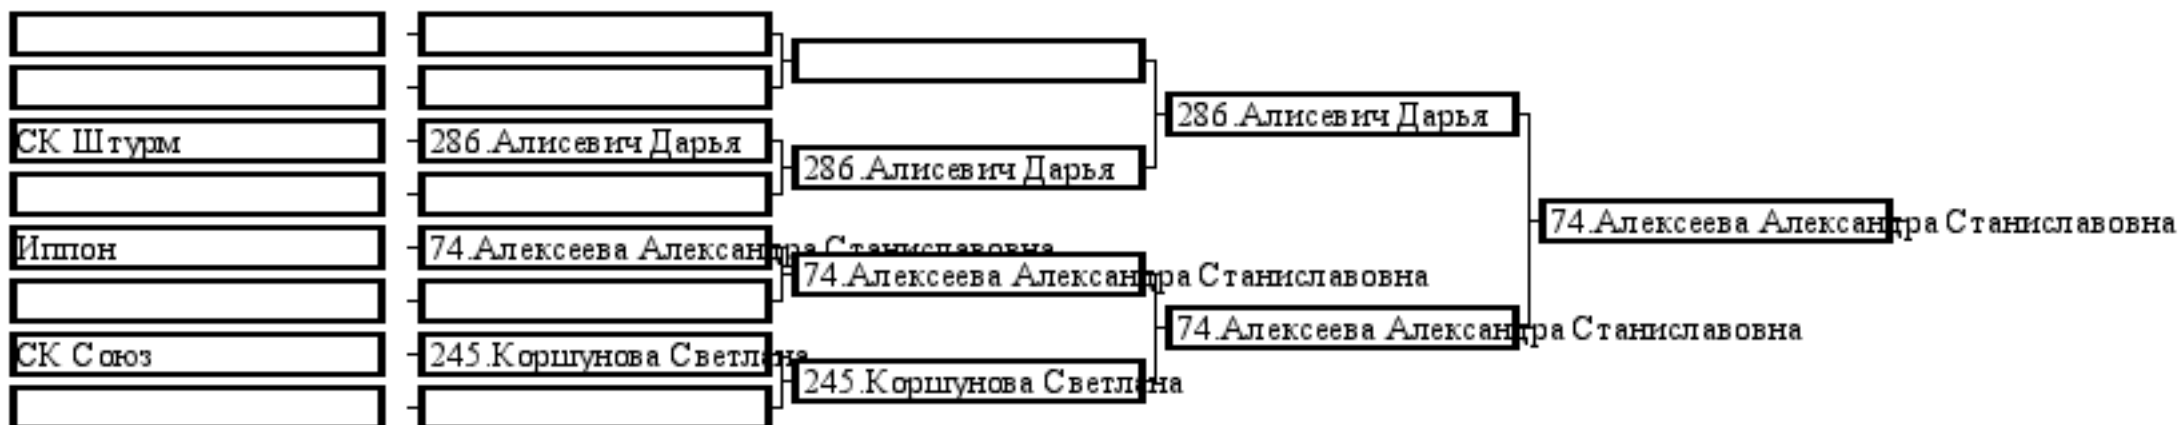 СК Штурм
286.Алисевич Дарья
286.Алисевич Дарья
286.Алисевич Дарья
Иппон
74.Алексеева Александра Станиславовна
74.Алексеева Александра Станиславовна
74.Алексеева Александра Станиславовна
74.Алексеева Александра Станиславовна
СК Союз
245.Коршунова Светлана
245.Коршунова Светлана